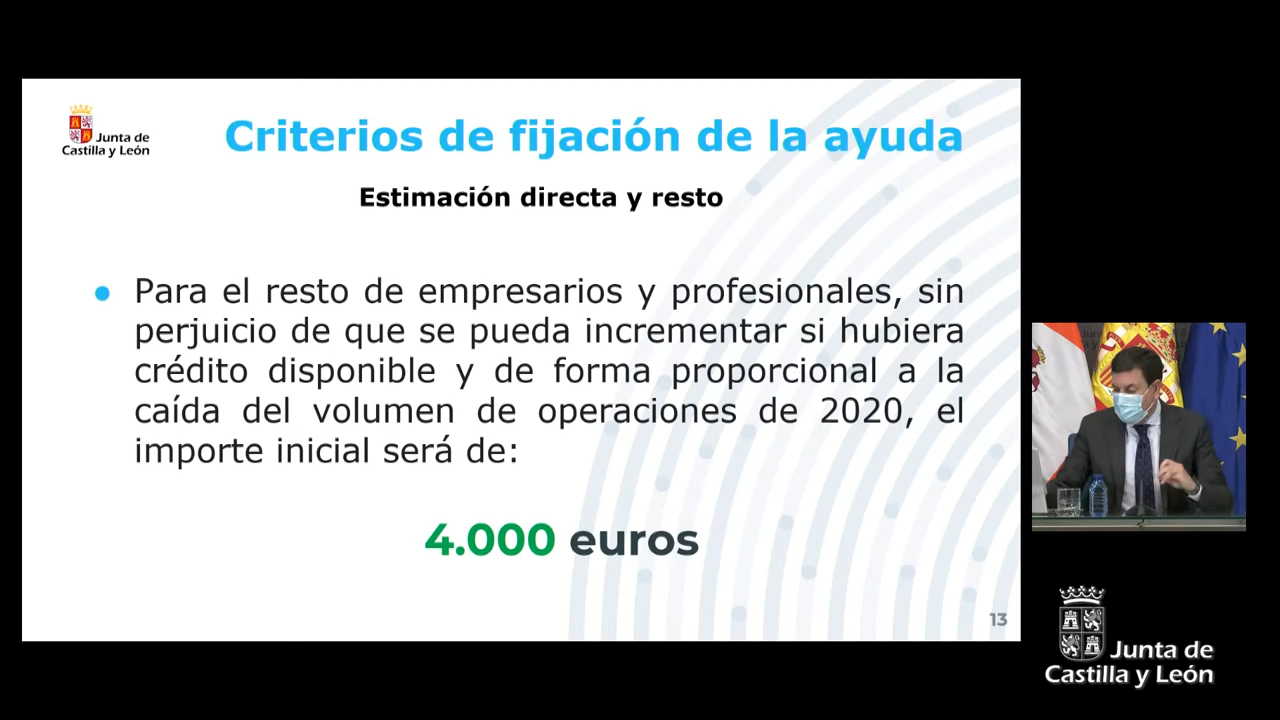 Junta de
Castilla y León
Criterios de fijación de la ayuda
Estimación directa y resto
Para el resto de empresarios y profesionales, sin
perjuicio de que se pueda incrementar si hubiera
crédito disponible y de forma proporcional a la
caída del volumen de operaciones de 2020, el
importe inicial será de:
4.000 euros
13
Junta de
Castilla y León